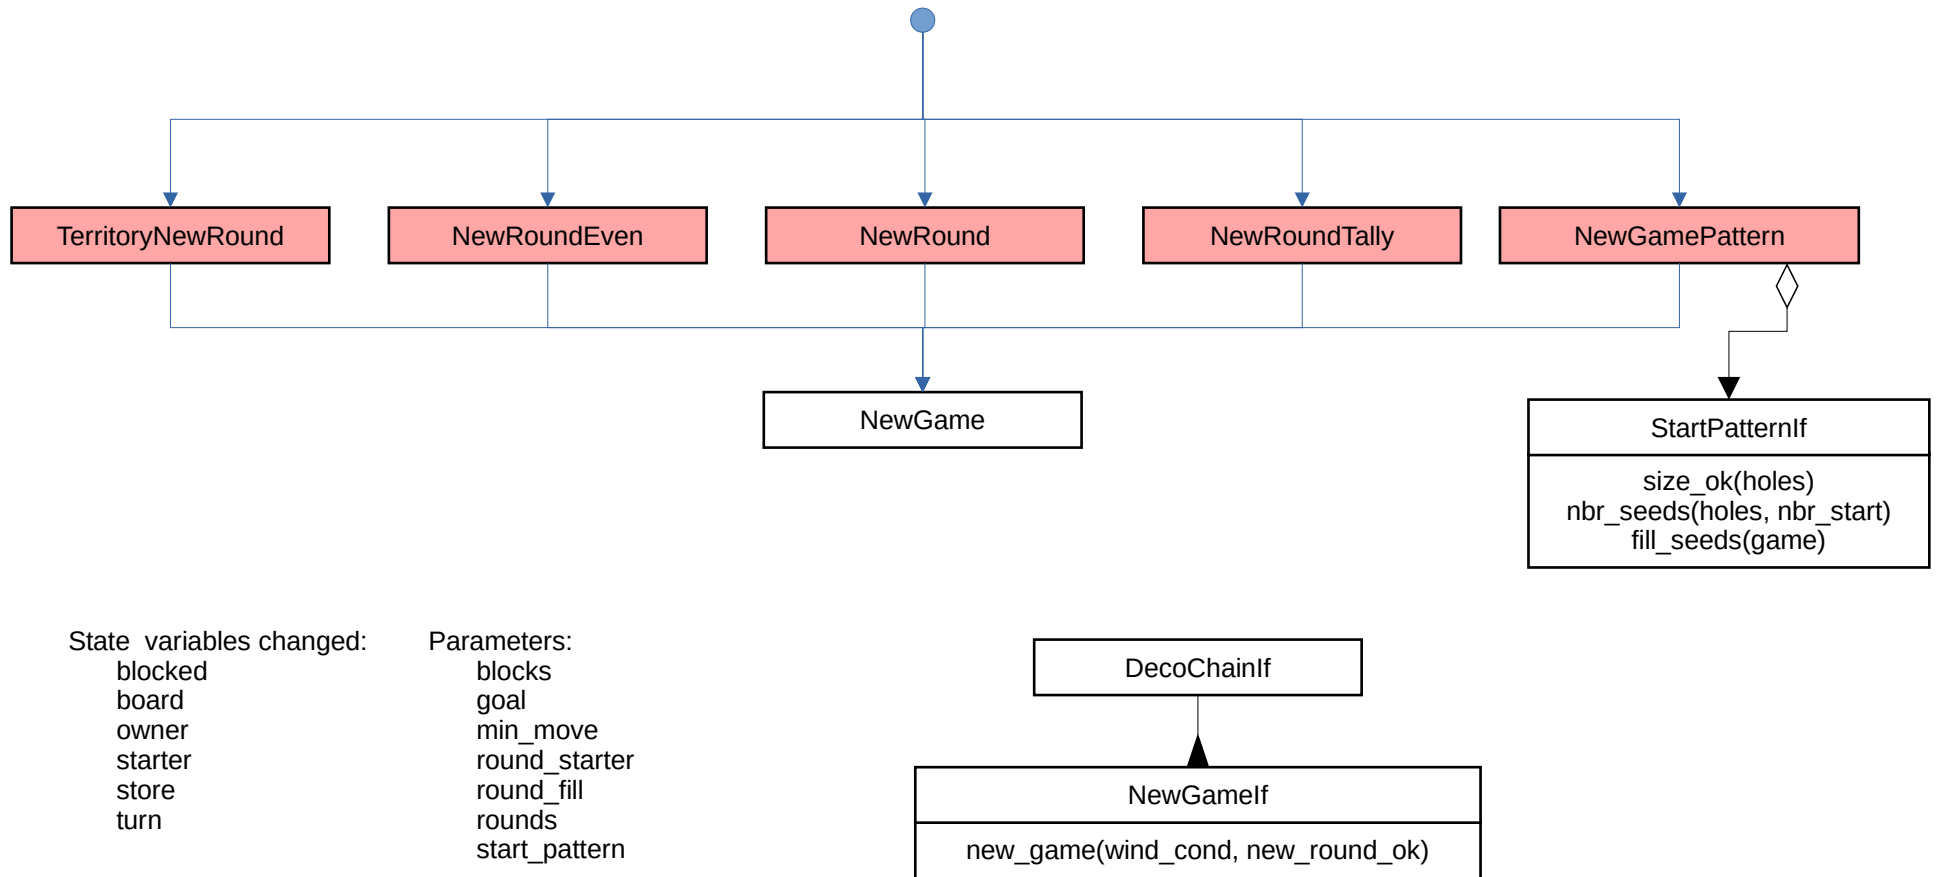 TerritoryNewRound
NewRoundEven
NewRound
NewRoundTally
NewGamePattern
NewGame
StartPatternIf
size_ok(holes)
nbr_seeds(holes, nbr_start)
fill_seeds(game)
State  variables changed:
blocked
board
owner
starter
store
turn
Parameters:
blocks
goal
min_move
round_starter
round_fill
rounds
start_pattern
DecoChainIf
NewGameIf
new_game(wind_cond, new_round_ok)